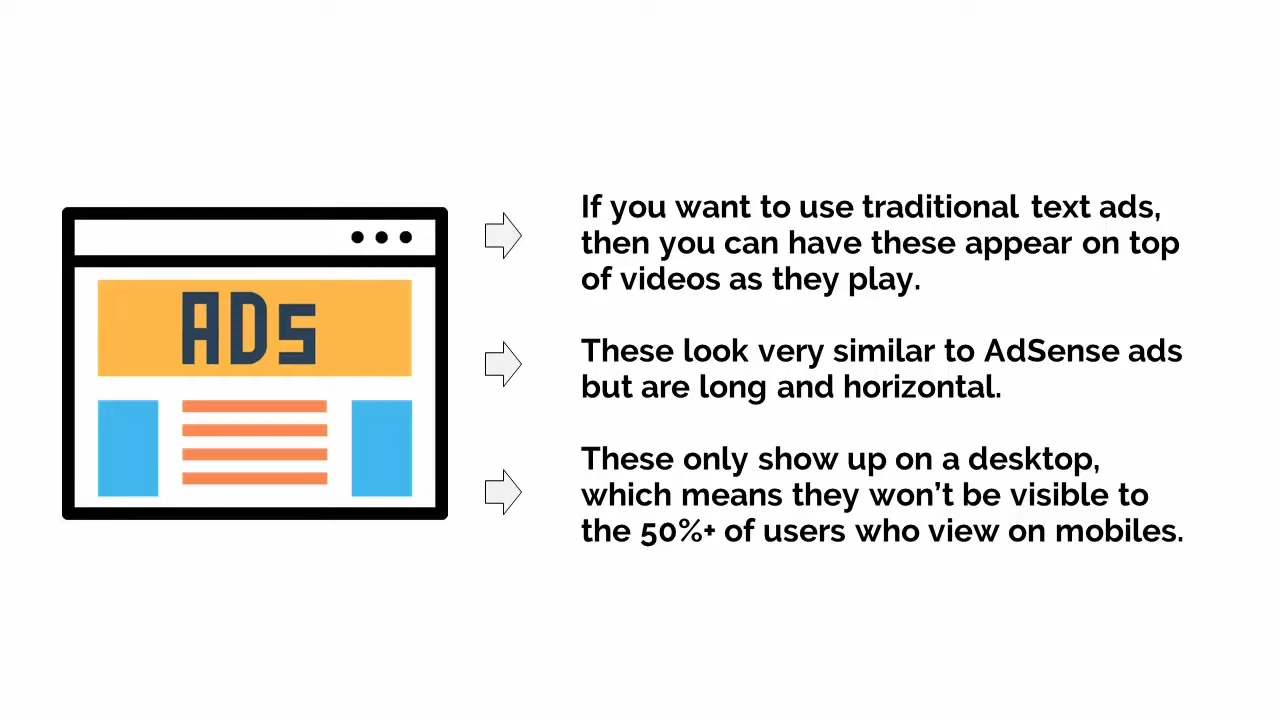 ADS
If you want to use traditional text ads,
then you can have these appear on top
of videos as they play.
These look very similar to AdSense ads
but are long and horizontal.
These only show up on a desktop,
which means they won’t be visible to
the 50%+ of users who view on mobiles.